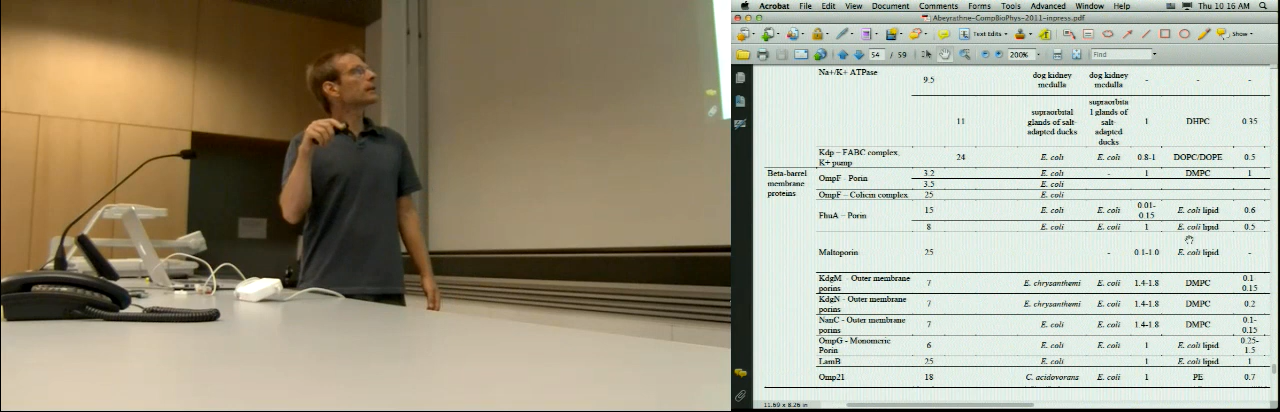 Acrobat File Edit View Document Comments Forms Tools Advanced Window Help Thu 10 16 AM
Abeyrathne-CompBioPhys-2011-inpress.pdf
Text Edits Show
54 / 59 200% Find
Na+/K+ ATPase 9.5 dog kidney medulla dog kidney medulla - - -
11 supraorbital glands of salt-adapted ducks supraorbital glands of salt-adapted ducks 1 DHPC 0.35
Kdp – FABC complex, K+ pump 24 E. coli E. coli 0.8-1 DOPC/DOPE 0.5
Beta-barrel membrane proteins OmpF - Porin 3.2 E. coli - 1 DMPC 1
3.5 E. coli
OmpF – Colicin complex 25 E. coli
FhuA – Porin 15 E. coli E. coli 0.01-0.15 E. coli lipid 0.6
8 E. coli E. coli 1 E. coli lipid 0.5
Maltoporin 25 - 0.1-1.0 E. coli lipid -
KdgM – Outer membrane porins 7 E. chrysanthemi E. coli 1.4-1.8 DMPC 0.1-0.15
KdgN - Outer membrane porins 7 E. chrysanthemi E. coli 1.4-1.8 DMPC 0.2
NanC - Outer membrane porins 7 E. coli E. coli 1.4-1.8 DMPC 0.1-0.15
OmpG - Monomeric Porin 6 E. coli E. coli 1 E. coli lipid 0.25-1.5
LamB 25 E. coli 1 E. coli lipid 1
Omp21 18 C. acidovorans E. coli 1 PE 0.7
11.69 x 8.26 in